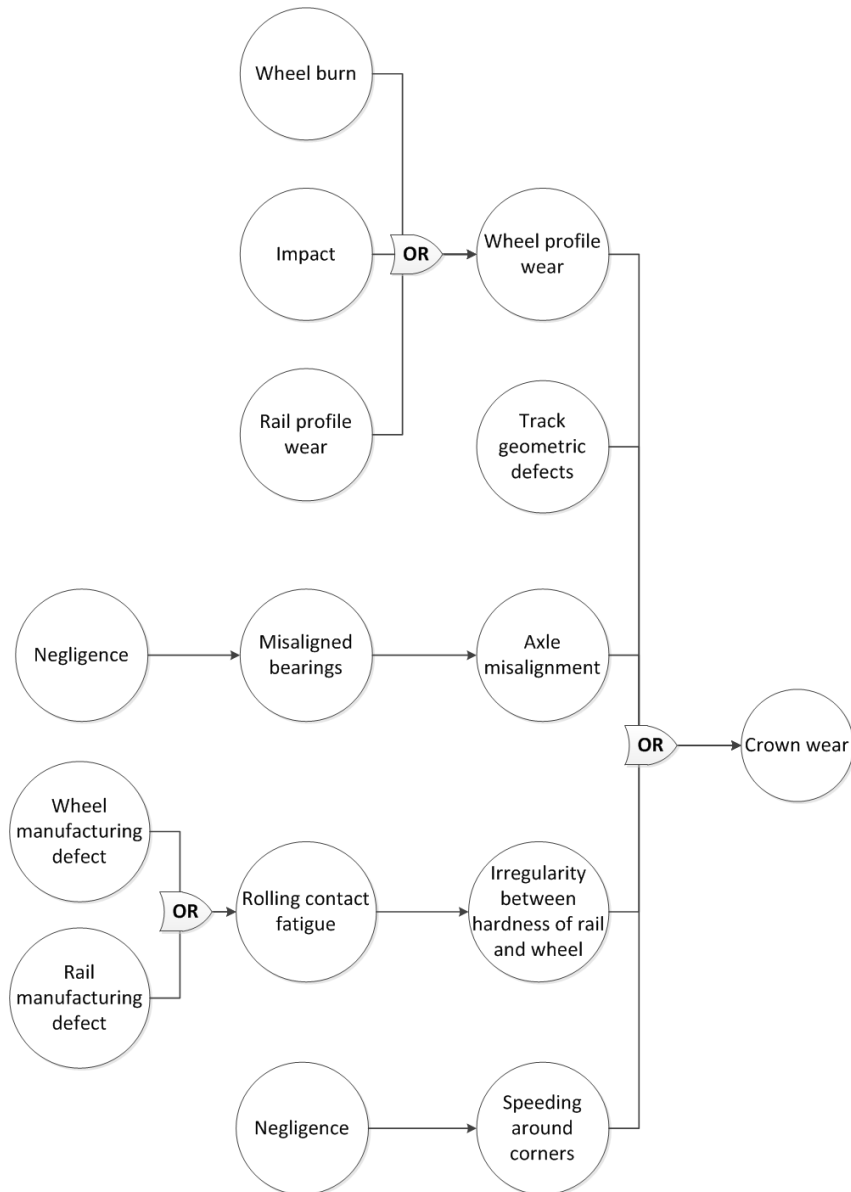 Wheel burn
Impact
OR
Wheel profile
wear
Rail profile
wear
Track
geometric
defects
Negligence
Misaligned
bearings
Axle
misalignment
OR
Crown wear
Wheel
manufacturing
defect
OR
Rolling contact
fatigue
Irregularity
between
hardness of rail
and wheel
Rail
manufacturing
defect
Negligence
Speeding
around
corners